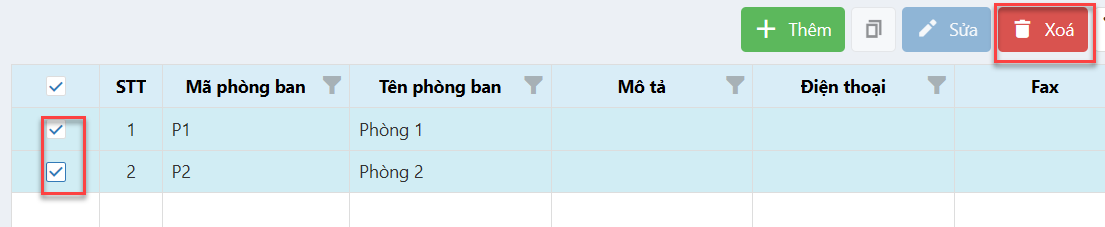 Thêm Sửa Xoá
STT Mã phòng ban Tên phòng ban Mô tả Điện thoại Fax
1 P1 Phòng 1
2 P2 Phòng 2